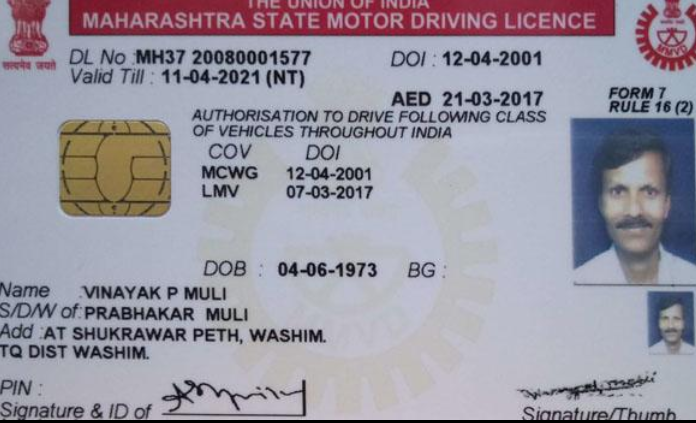 THE UNION OF INDIA
MAHARASHTRA STATE MOTOR DRIVING LICENCE
सत्यमेव जयते
DL No :MH37 20080001577 DOI : 12-04-2001
Valid Till : 11-04-2021 (NT)
AED 21-03-2017
FORM 7
RULE 16 (2)
AUTHORISATION TO DRIVE FOLLOWING CLASS
OF VEHICLES THROUGHOUT INDIA
COV DOI
MCWG 12-04-2001
LMV 07-03-2017
DOB : 04-06-1973 BG :
Name :VINAYAK P MULI
S/D/W of:PRABHAKAR MULI
Add :AT SHUKRAWAR PETH, WASHIM.
TQ DIST WASHIM.
PIN :
Signature & ID of
Signature/Thumb